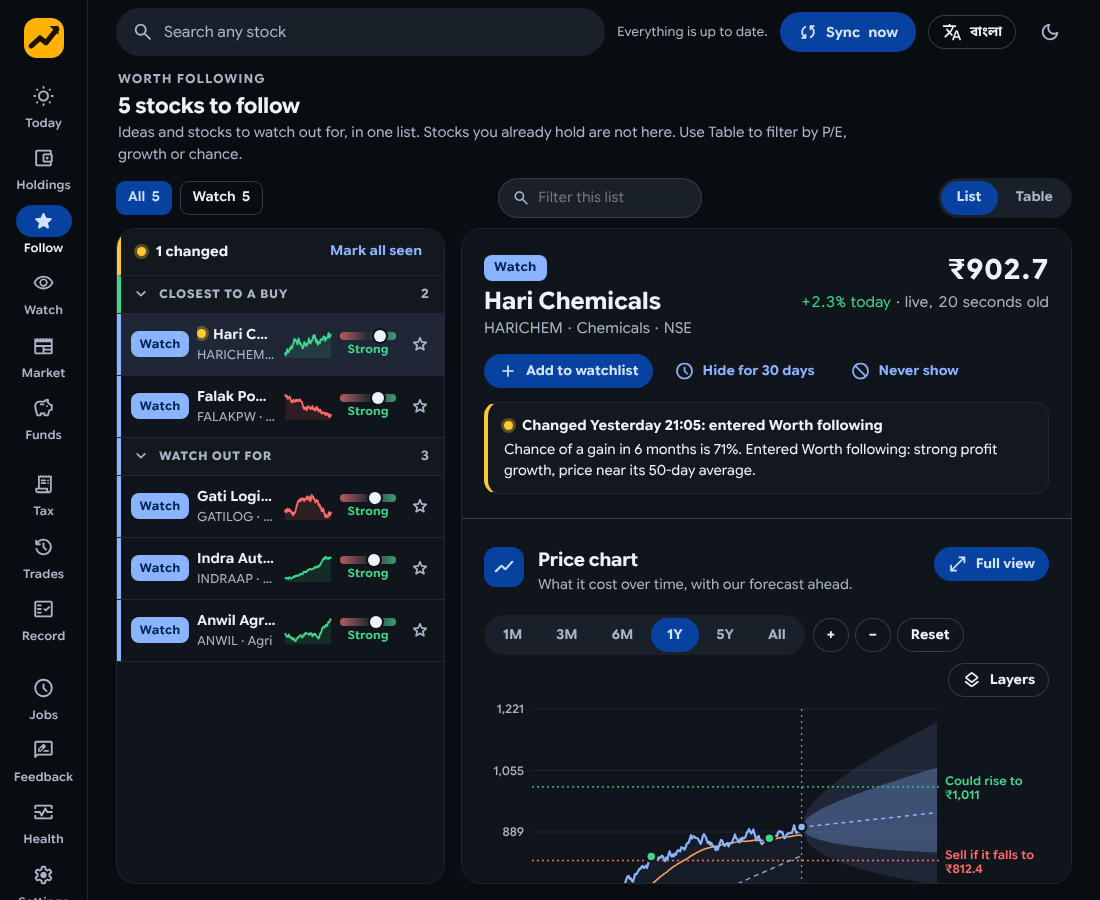 Search any stock
Everything is up to date.
Sync now
বাংলা
Today
Holdings
Follow
Watch
Market
Funds
Tax
Trades
Record
Jobs
Feedback
Health
WORTH FOLLOWING
5 stocks to follow
Ideas and stocks to watch out for, in one list. Stocks you already hold are not here. Use Table to filter by P/E,
growth or chance.
All 5
Watch 5
Filter this list
List
Table
1 changed
Mark all seen
CLOSEST TO A BUY
2
Watch
Hari C...
HARICHEM...
Strong
Watch
Falak Po...
FALAKPW · ...
Strong
WATCH OUT FOR
3
Watch
Gati Logi...
GATILOG · ...
Strong
Watch
Indra Aut...
INDRAAP · ...
Strong
Watch
Anwil Agr...
ANWIL · Agri
Strong
Watch
₹902.7
Hari Chemicals
+2.3% today · live, 20 seconds old
HARICHEM · Chemicals · NSE
+ Add to watchlist
Hide for 30 days
Never show
Changed Yesterday 21:05: entered Worth following
Chance of a gain in 6 months is 71%. Entered Worth following: strong profit
growth, price near its 50-day average.
Price chart
What it cost over time, with our forecast ahead.
Full view
1M
3M
6M
1Y
5Y
All
+
−
Reset
Layers
1,221
1,055
889
Could rise to
₹1,011
Sell if it falls to
₹812.4